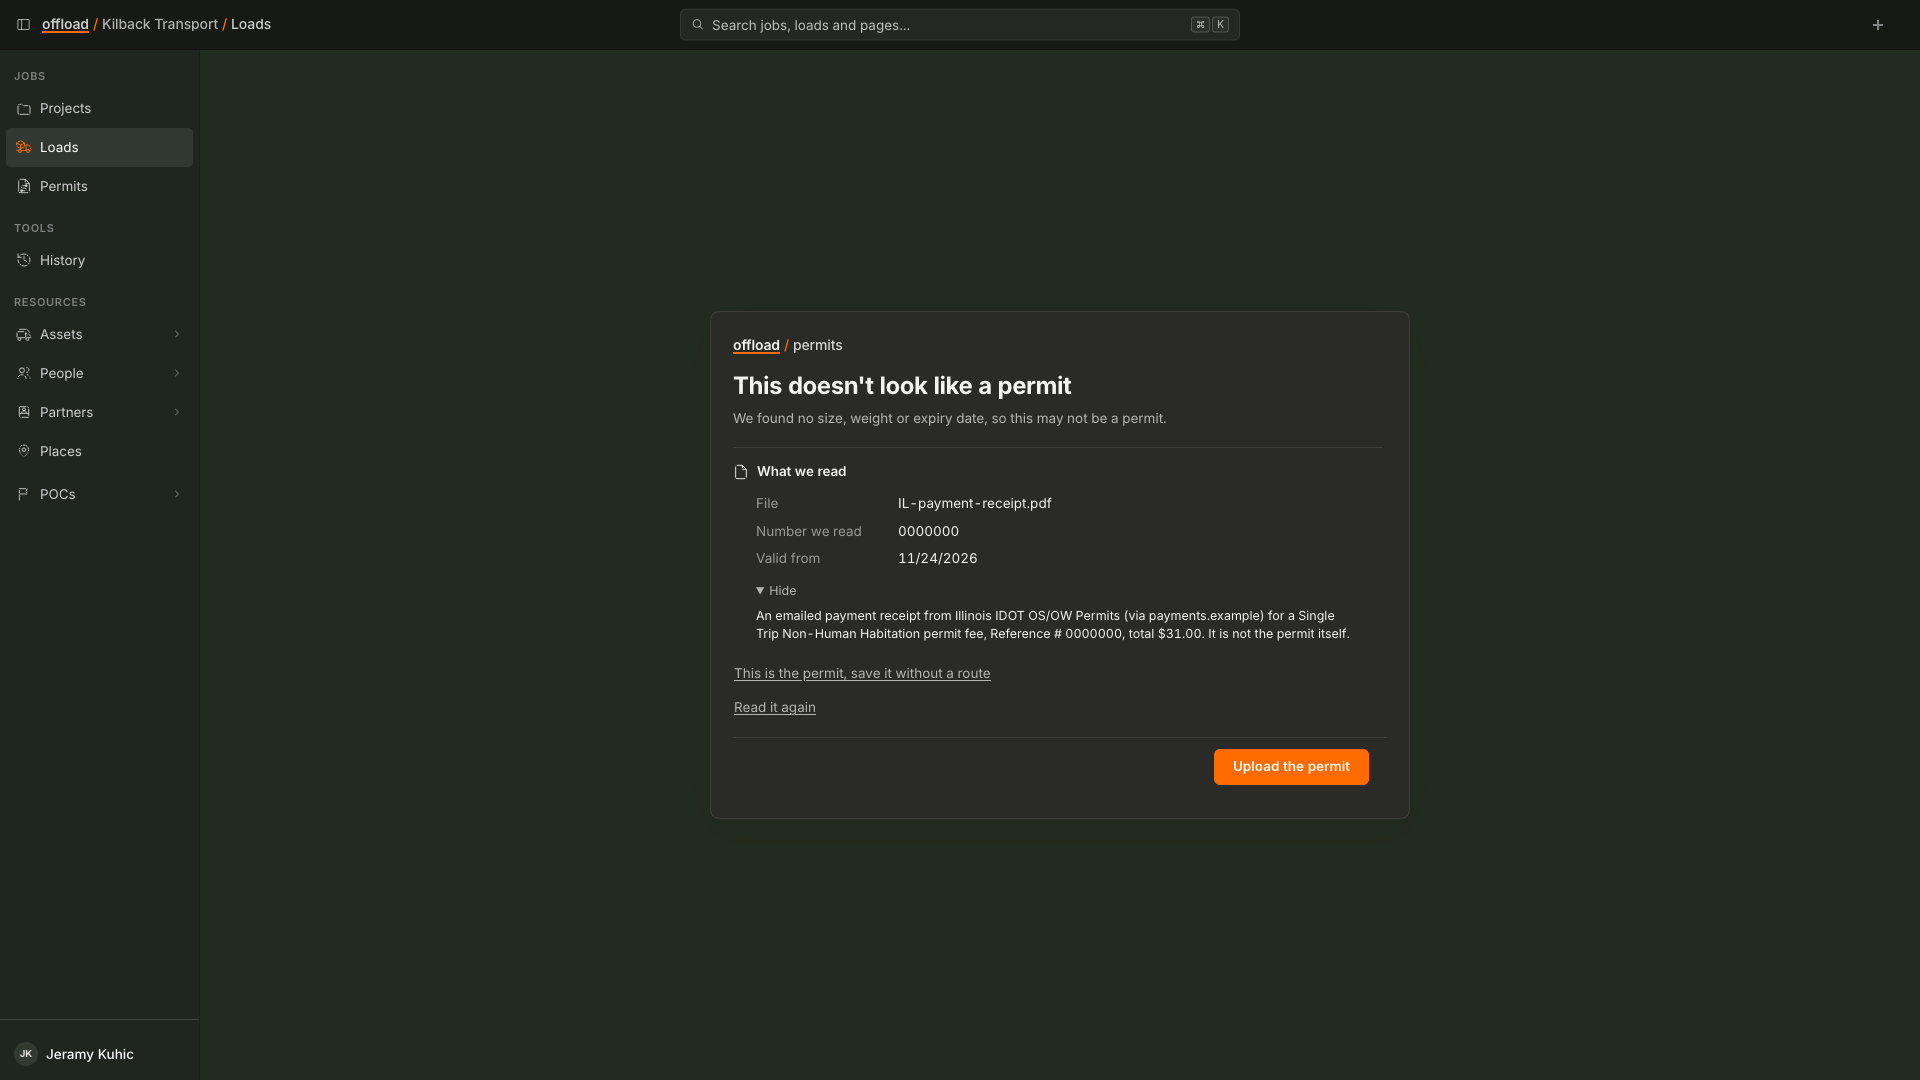 offload / Kilback Transport / Loads
Search jobs, loads and pages...
⌘ K
JOBS
Projects
Loads
Permits
TOOLS
History
RESOURCES
Assets
People
Partners
Places
POCs
JK Jeramy Kuhic
offload / permits
This doesn't look like a permit
We found no size, weight or expiry date, so this may not be a permit.
What we read
File IL-payment-receipt.pdf
Number we read 0000000
Valid from 11/24/2026
▼ Hide
An emailed payment receipt from Illinois IDOT OS/OW Permits (via payments.example) for a Single
Trip Non-Human Habitation permit fee, Reference # 0000000, total $31.00. It is not the permit itself.
This is the permit, save it without a route
Read it again
Upload the permit